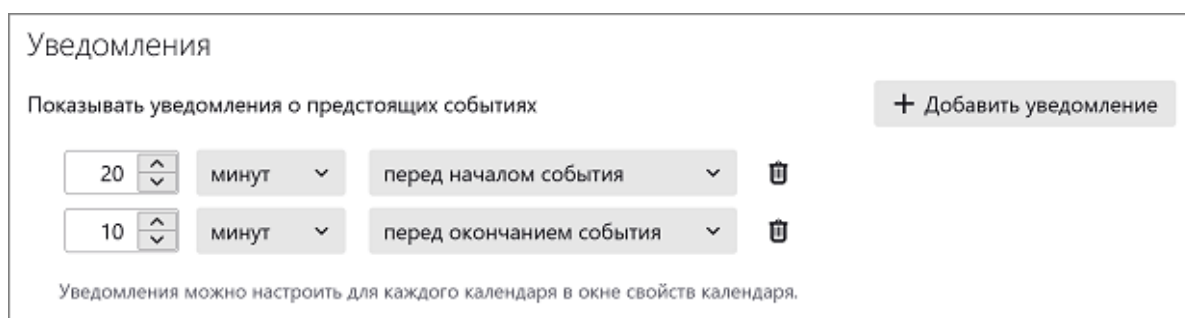 Уведомления
Показывать уведомления о предстоящих событиях
+ Добавить уведомление
20 минут перед началом события
10 минут перед окончанием события
Уведомления можно настроить для каждого календаря в окне свойств календаря.